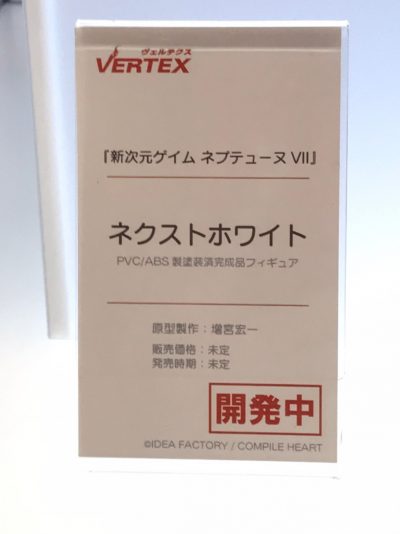 ヴェルテクス
VERTEX
『新次元ゲイム ネプテューヌ VII』
ネクストホワイト
PVC/ABS 製塗装済完成品フィギュア
原型製作：増宮宏一
販売価格：未定
発売時期：未定
開発中
©IDEA FACTORY / COMPILE HEART